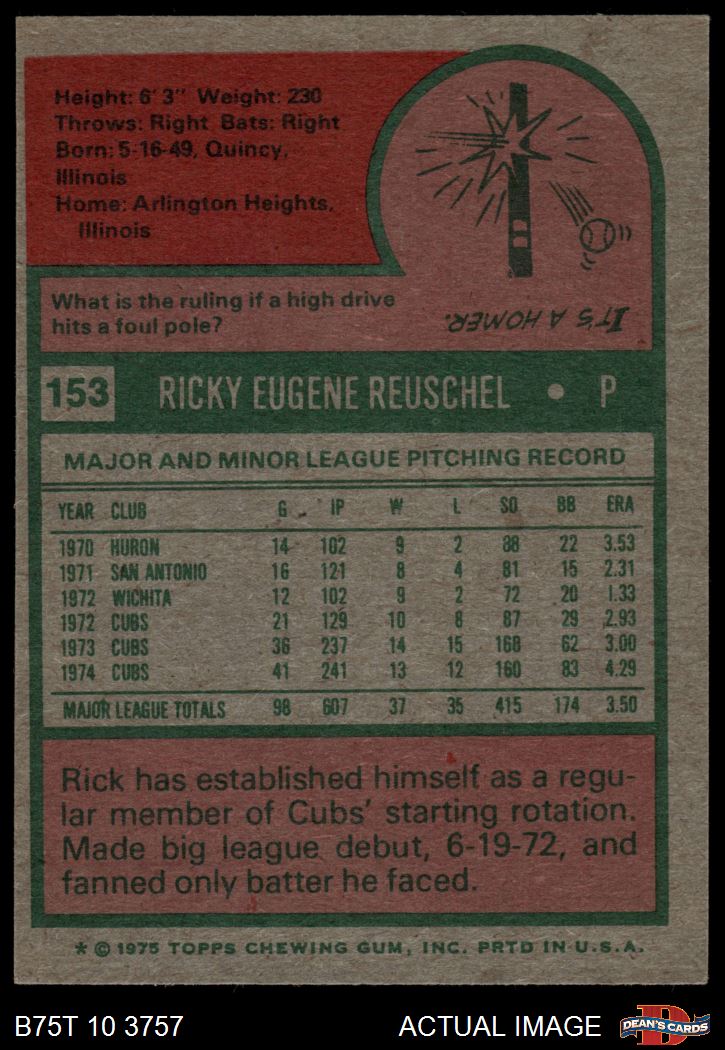 Height: 6' 3" Weight: 230
Throws: Right Bats: Right
Born: 5-16-49, Quincy,
Illinois
Home: Arlington Heights,
Illinois
What is the ruling if a high drive
hits a foul pole?
IT'S A HOMER.
153 RICKY EUGENE REUSCHEL • P
MAJOR AND MINOR LEAGUE PITCHING RECORD
YEAR CLUB G IP W L SO BB ERA
1970 HURON 14 102 9 2 88 22 3.53
1971 SAN ANTONIO 16 121 8 4 81 15 2.31
1972 WICHITA 12 102 9 2 72 20 1.33
1972 CUBS 21 129 10 8 87 29 2.93
1973 CUBS 36 237 14 15 168 62 3.00
1974 CUBS 41 241 13 12 160 83 4.29
MAJOR LEAGUE TOTALS 98 607 37 35 415 174 3.50
Rick has established himself as a regu-
lar member of Cubs' starting rotation.
Made big league debut, 6-19-72, and
fanned only batter he faced.
* © 1975 TOPPS CHEWING GUM, INC. PRTD IN U.S.A.
B75T 10 3757 ACTUAL IMAGE
D
DEAN'S CARDS